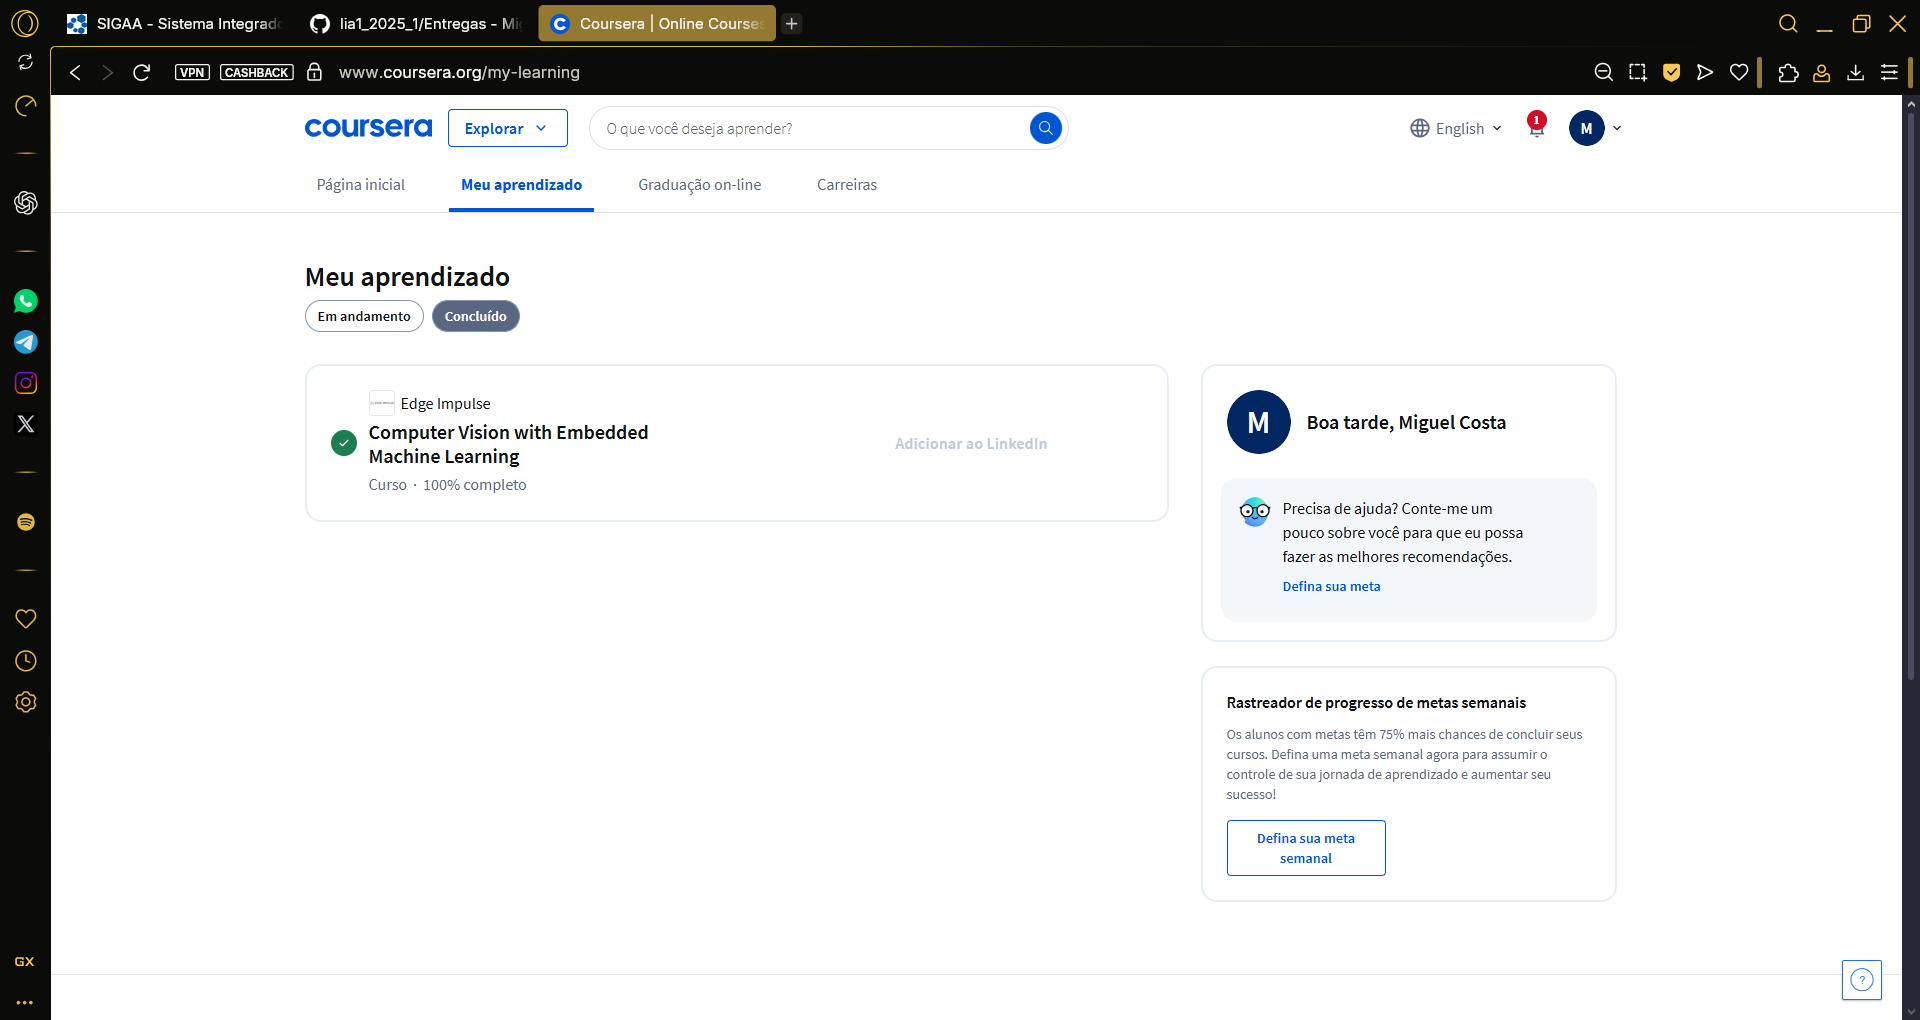 SIGAA - Sistema Integrado
lia1_2025_1/Entregas - Mi
Coursera | Online Courses
VPN
CASHBACK
www.coursera.org/my-learning
coursera
Explorar
O que você deseja aprender?
English
1
M
Página inicial
Meu aprendizado
Graduação on-line
Carreiras
Meu aprendizado
Em andamento
Concluído
Edge Impulse
Computer Vision with Embedded
Machine Learning
Curso · 100% completo
Adicionar ao LinkedIn
M
Boa tarde, Miguel Costa
Precisa de ajuda? Conte-me um
pouco sobre você para que eu possa
fazer as melhores recomendações.
Defina sua meta
Rastreador de progresso de metas semanais
Os alunos com metas têm 75% mais chances de concluir seus
cursos. Defina uma meta semanal agora para assumir o
controle de sua jornada de aprendizado e aumentar seu
sucesso!
Defina sua meta
semanal
GX
?